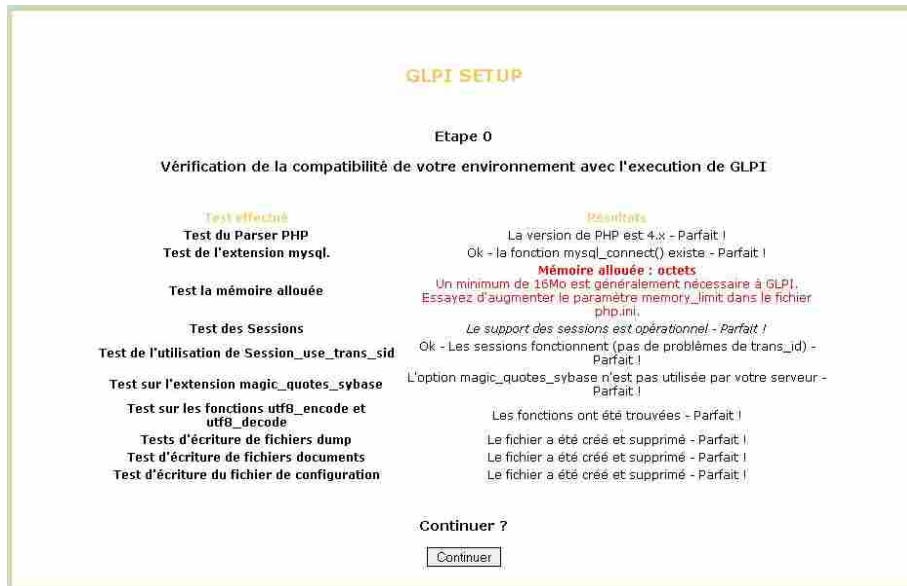 GLPI SETUP
Etape 0
Vérification de la compatibilité de votre environnement avec l'execution de GLPI
Test effectué Résultats
Test du Parser PHP La version de PHP est 4.x - Parfait !
Test de l'extension mysql. Ok - la fonction mysql_connect() existe - Parfait !
Test la mémoire allouée
Mémoire allouée : octets
Un minimum de 16Mo est généralement nécessaire à GLPI.
Essayez d'augmenter le paramètre memory_limit dans le fichier
php.ini.
Test des Sessions Le support des sessions est opérationnel - Parfait !
Test de l'utilisation de Session_use_trans_sid
Ok - Les sessions fonctionnent (pas de problèmes de trans_id) -
Parfait !
Test sur l'extension magic_quotes_sybase
L'option magic_quotes_sybase n'est pas utilisée par votre serveur -
Parfait !
Test sur les fonctions utf8_encode et
utf8_decode
Les fonctions ont été trouvées - Parfait !
Tests d'écriture de fichiers dump Le fichier a été créé et supprimé - Parfait !
Test d'écriture de fichiers documents Le fichier a été créé et supprimé - Parfait !
Test d'écriture du fichier de configuration Le fichier a été créé et supprimé - Parfait !
Continuer ?
Continuer